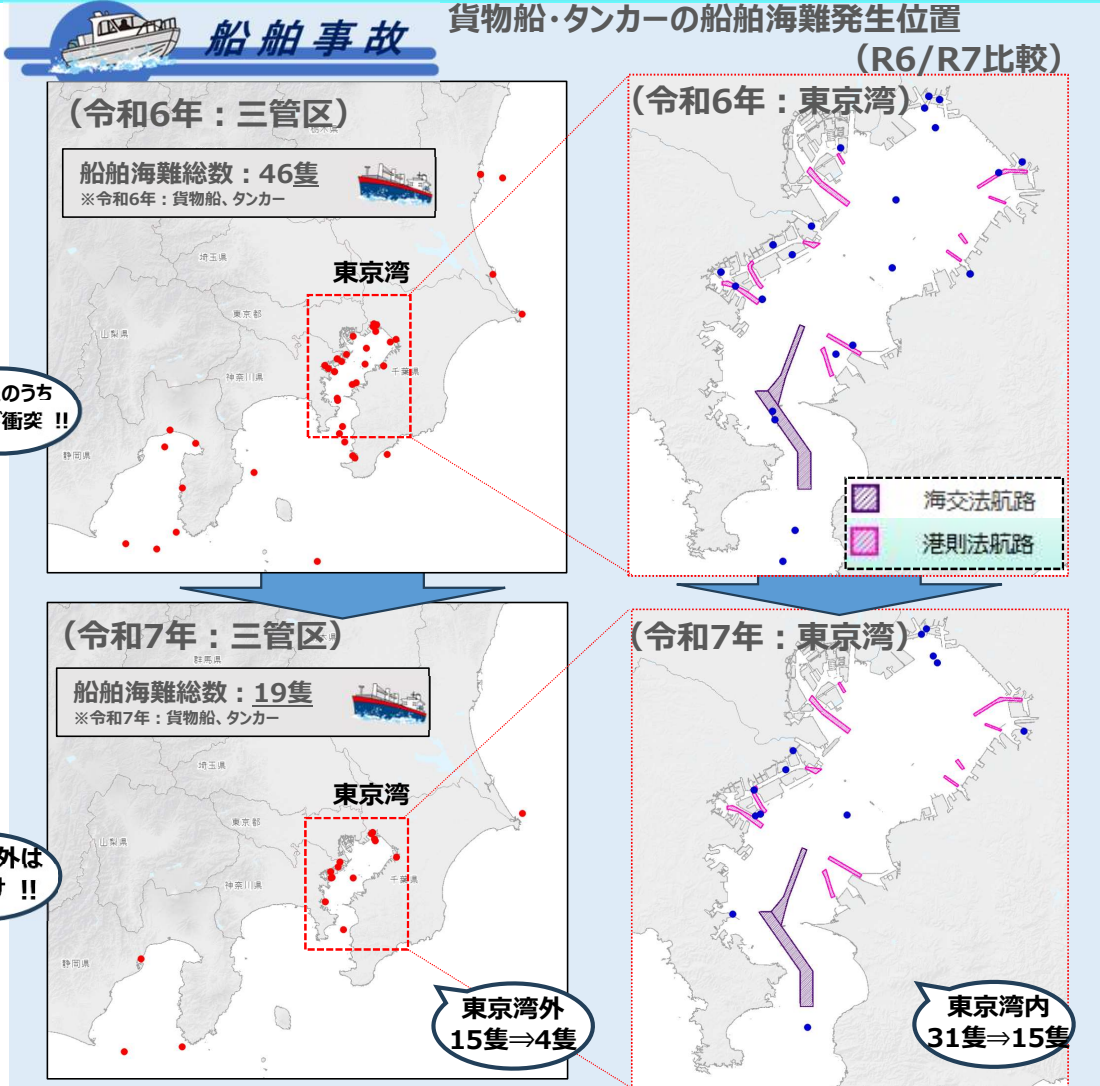 船舶事故
貨物船･タンカーの船舶海難発生位置
（R6/R7比較）
（令和6年：三管区）
栃木県
船舶海難総数：46隻
※令和6年：貨物船、タンカー
埼玉県
東京湾
東京都
山梨県
神奈川県
千葉県
静岡県
のうち
衝突 !!
（令和6年：東京湾）
海交法航路
港則法航路
（令和7年：三管区）
群馬県
船舶海難総数：19隻
※令和7年：貨物船、タンカー
埼玉県
東京湾
東京都
山梨県
神奈川県
千葉県
静岡県
外は
!!
東京湾外
15隻⇒4隻
（令和7年：東京湾）
東京湾内
31隻⇒15隻